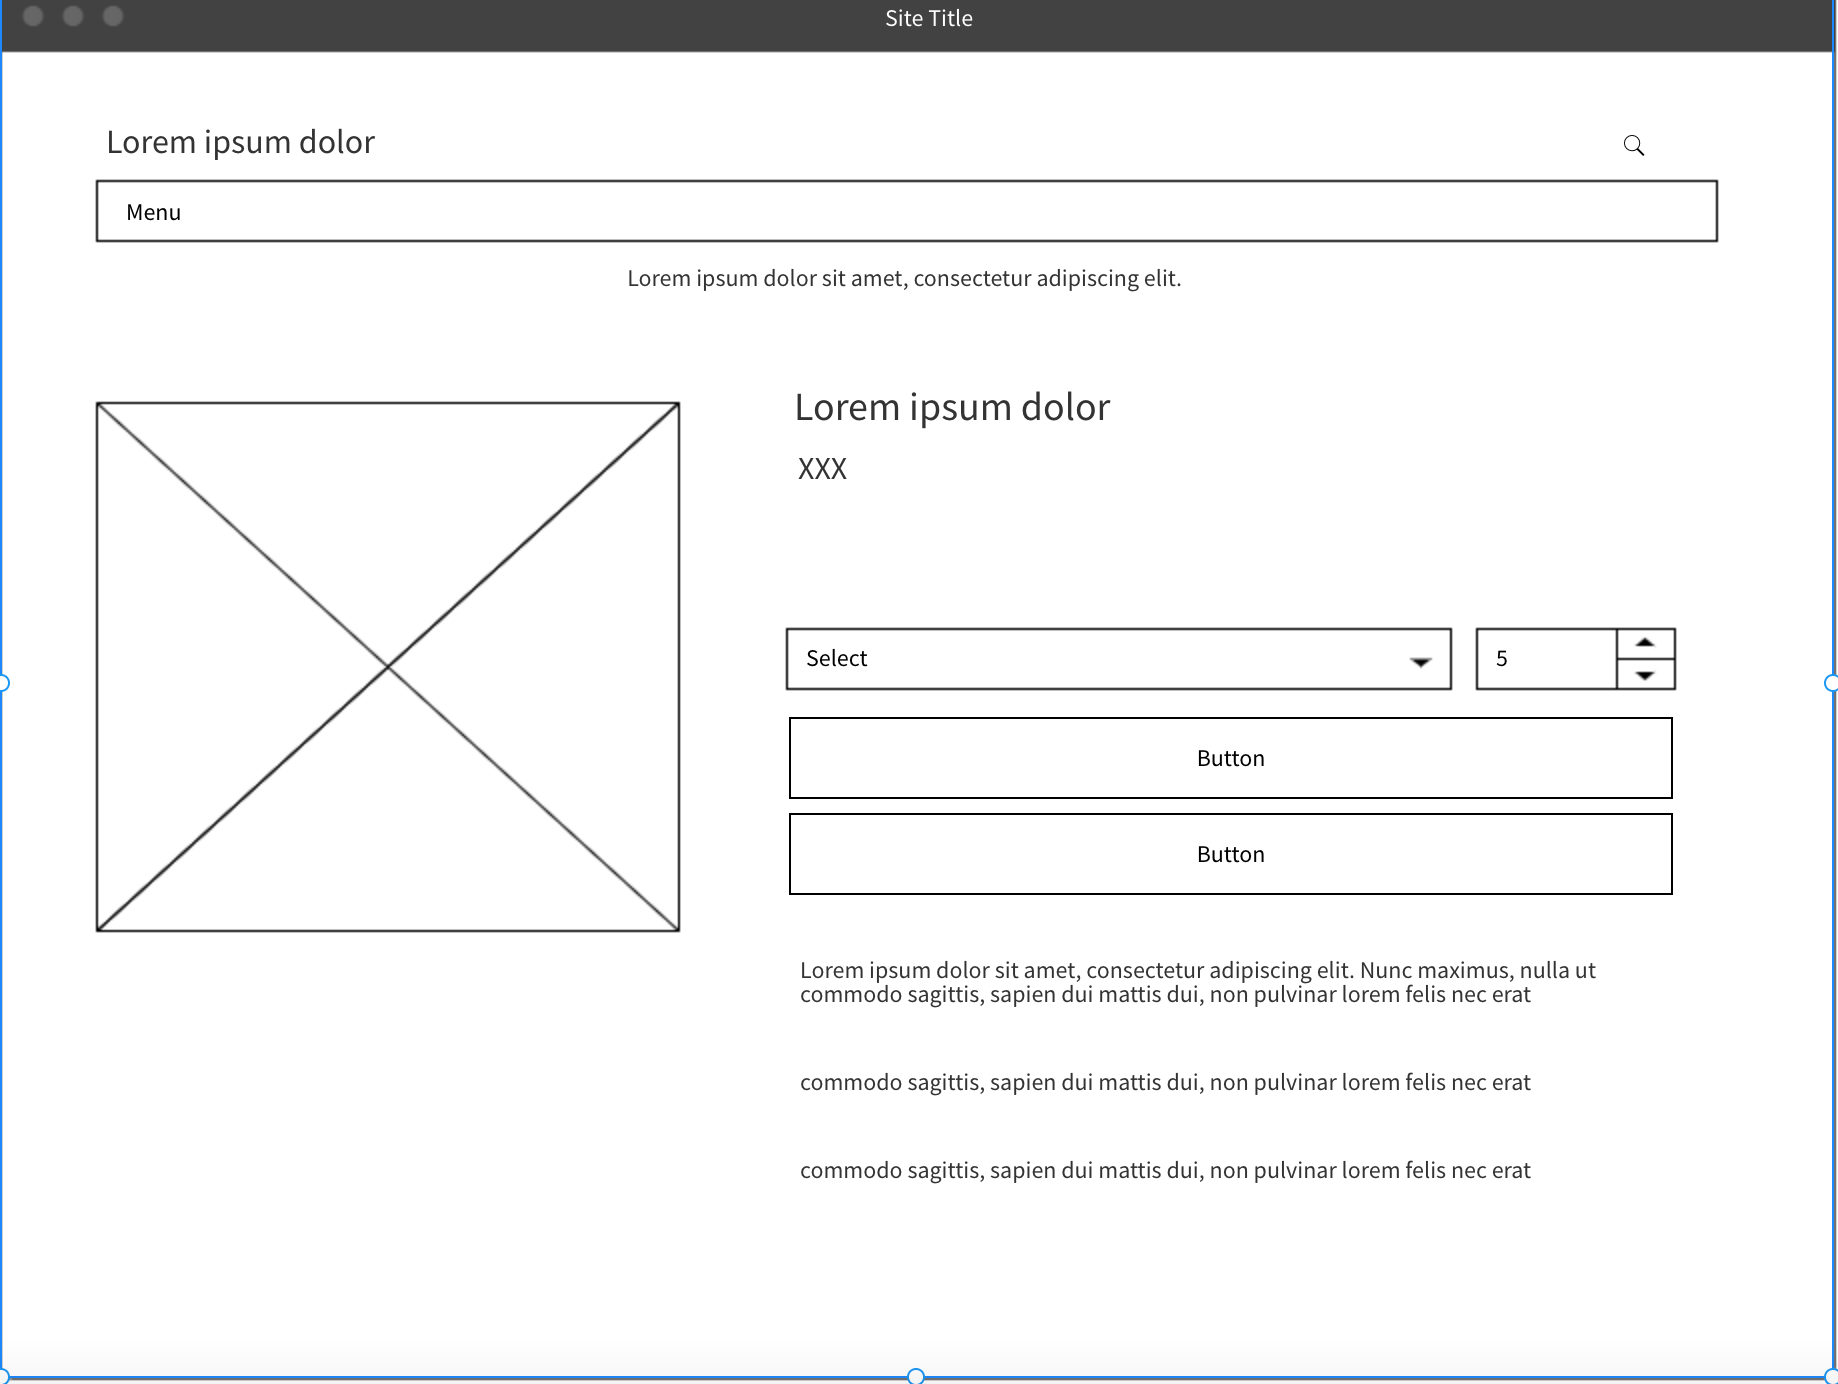 Site Title
Lorem ipsum dolor
Menu
Lorem ipsum dolor sit amet, consectetur adipiscing elit.
Lorem ipsum dolor
XXX
Select
5
Button
Button
Lorem ipsum dolor sit amet, consectetur adipiscing elit. Nunc maximus, nulla ut
commodo sagittis, sapien dui mattis dui, non pulvinar lorem felis nec erat
commodo sagittis, sapien dui mattis dui, non pulvinar lorem felis nec erat
commodo sagittis, sapien dui mattis dui, non pulvinar lorem felis nec erat